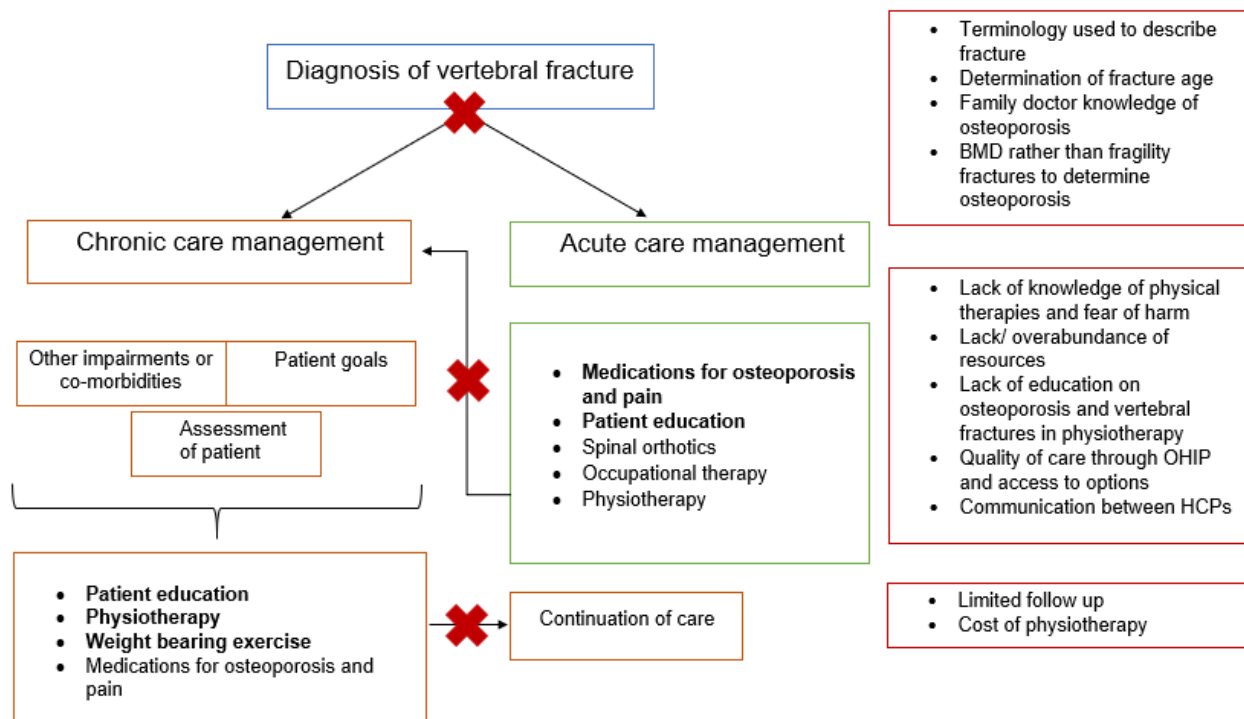 Diagnosis of vertebral fracture
Chronic care management
Acute care management
Other impairments or
co-morbidities
Patient goals
Assessment
of patient
• Medications for osteoporosis
and pain
• Patient education
• Spinal orthotics
• Occupational therapy
• Physiotherapy
• Patient education
• Physiotherapy
• Weight bearing exercise
• Medications for osteoporosis and
pain
Continuation of care
• Terminology used to describe
fracture
• Determination of fracture age
• Family doctor knowledge of
osteoporosis
• BMD rather than fragility
fractures to determine
osteoporosis
• Lack of knowledge of physical
therapies and fear of harm
• Lack/ overabundance of
resources
• Lack of education on
osteoporosis and vertebral
fractures in physiotherapy
• Quality of care through OHIP
and access to options
• Communication between HCPs
• Limited follow up
• Cost of physiotherapy